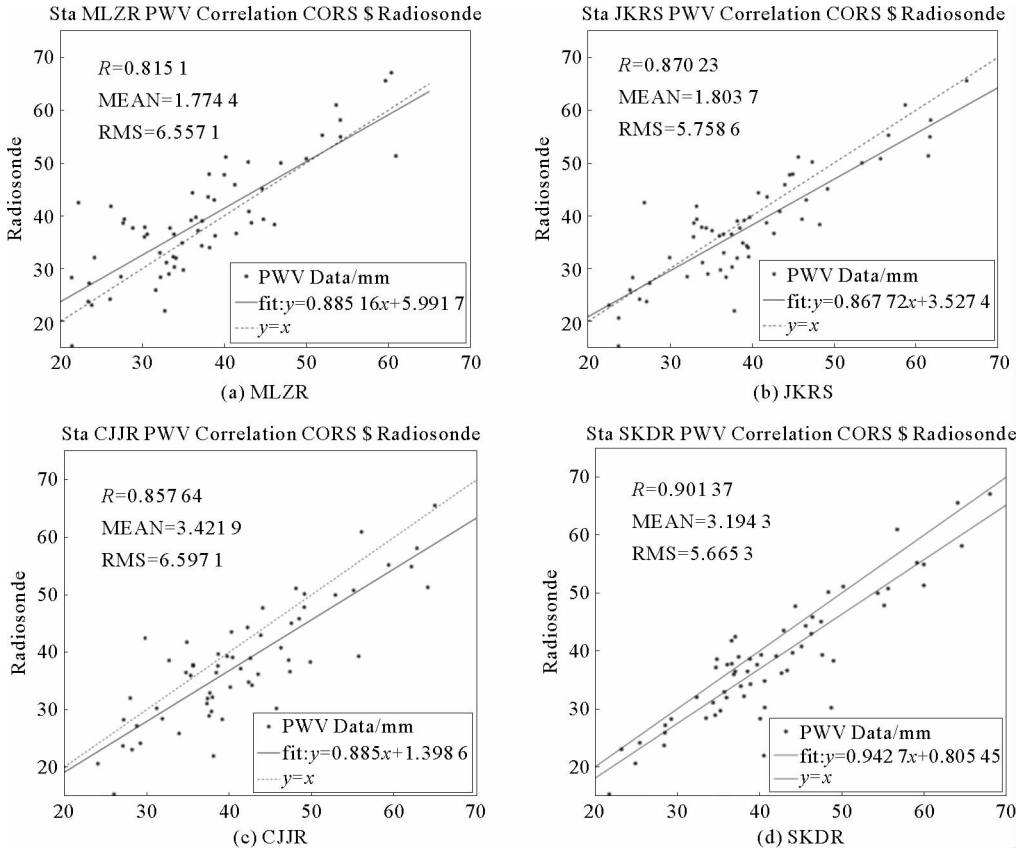 Sta MLZR PWV Correlation CORS $ Radiosonde
R=0.815 1
MEAN=1.774 4
RMS=6.557 1
Radiosonde
70
60
50
40
30
20
PWV Data/mm
fit:y=0.885 16x+5.991 7
y=x
20 30 40 50 60 70
(a) MLZR
Sta JKRS PWV Correlation CORS $ Radiosonde
R=0.870 23
MEAN=1.803 7
RMS=5.758 6
Radiosonde
70
60
50
40
30
20
PWV Data/mm
fit:y=0.867 72x+3.527 4
y=x
20 30 40 50 60 70
(b) JKRS
Sta CJJR PWV Correlation CORS $ Radiosonde
R=0.857 64
MEAN=3.421 9
RMS=6.597 1
Radiosonde
70
60
50
40
30
20
PWV Data/mm
fit:y=0.885x+1.398 6
y=x
20 30 40 50 60 70
(c) CJJR
Sta SKDR PWV Correlation CORS $ Radiosonde
R=0.901 37
MEAN=3.194 3
RMS=5.665 3
Radiosonde
70
60
50
40
30
20
PWV Data/mm
fit:y=0.942 7x+0.805 45
y=x
20 30 40 50 60 70
(d) SKDR